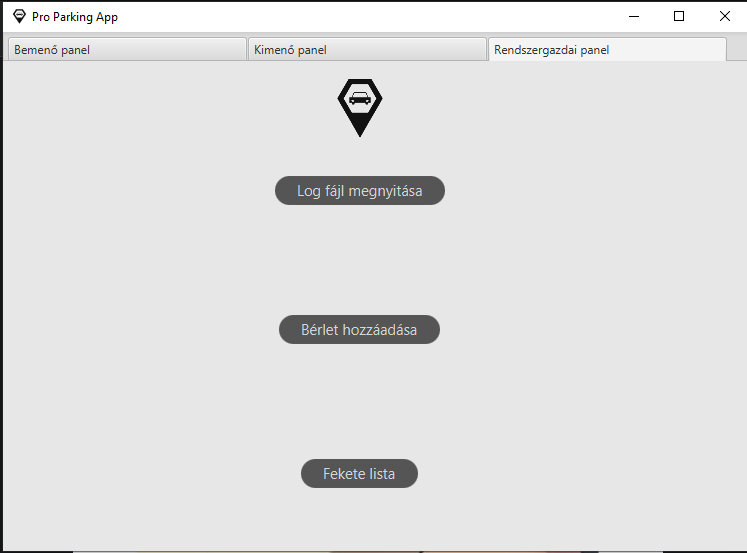 Pro Parking App
Bemenő panel
Kimenő panel
Rendszergazdai panel
Log fájl megnyitása
Bérlet hozzáadása
Fekete lista